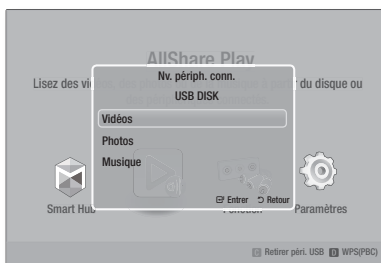 AllShare Play
Nv. périph. conn.
Lisez des vi
du disque ou
USB DISK
Vidéos
Photos
Musique
Entrer Retour
Smart Hub
Function
Paramètres
C Retirer péri. USB D WPS(PBC)